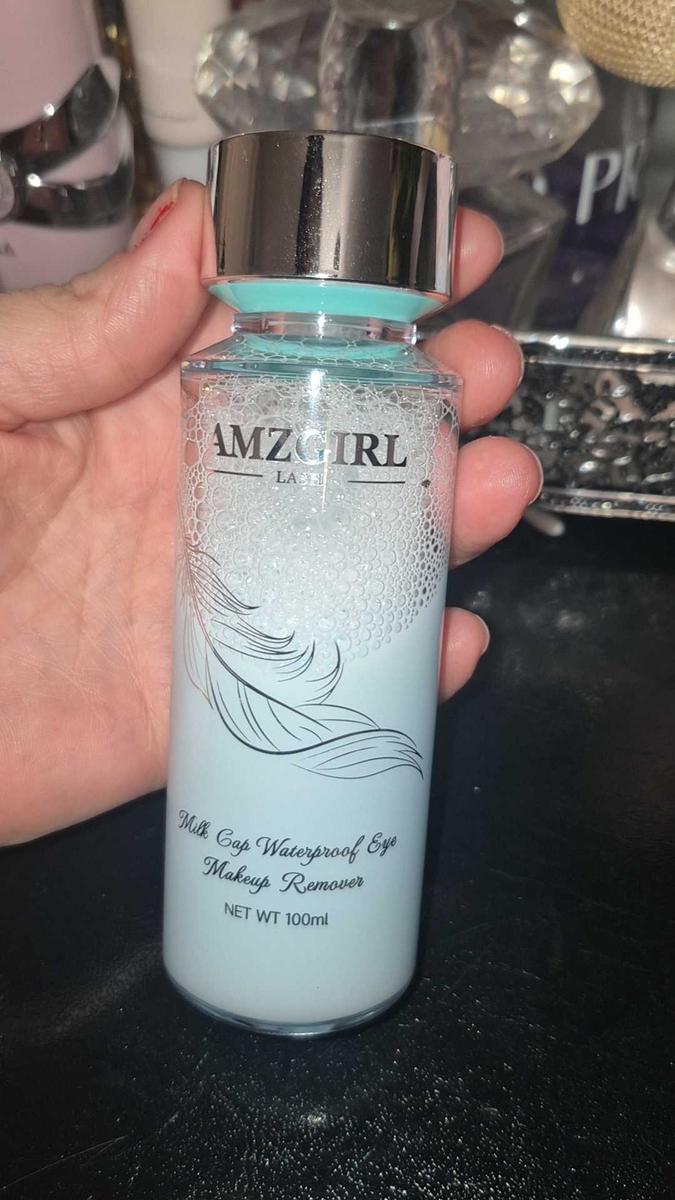 AMZGIRL
LASH
Milk Cap Waterproof Eye
Makeup Remover
NET WT 100ml